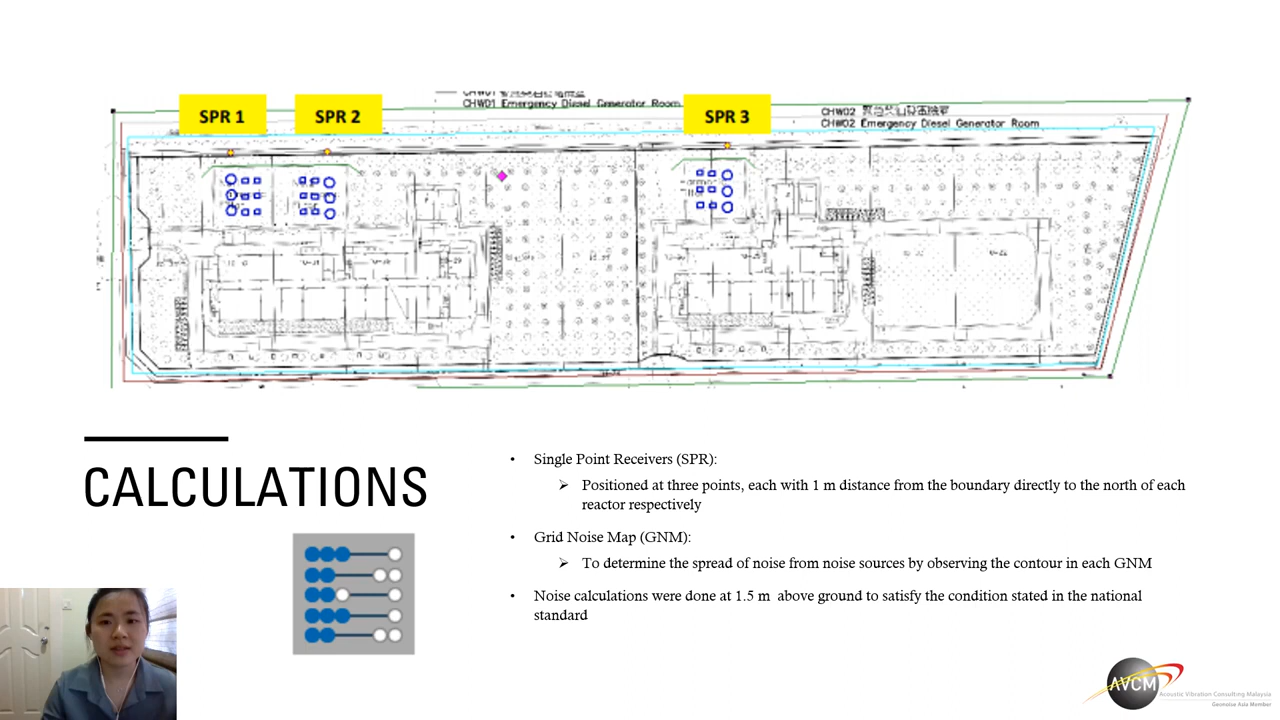 SPR 1
SPR 2
SPR 3
CHW01 Emergency Diesel Generator Room
CHW02
CHW02 Emergency Diesel Generator Room
CALCULATIONS
• Single Point Receivers (SPR):
➢ Positioned at three points, each with 1 m distance from the boundary directly to the north of each
reactor respectively
• Grid Noise Map (GNM):
➢ To determine the spread of noise from noise sources by observing the contour in each GNM
• Noise calculations were done at 1.5 m above ground to satisfy the condition stated in the national
standard
AVCM
Acoustic Vibration Consulting Malaysia
Geonoise Asia Member